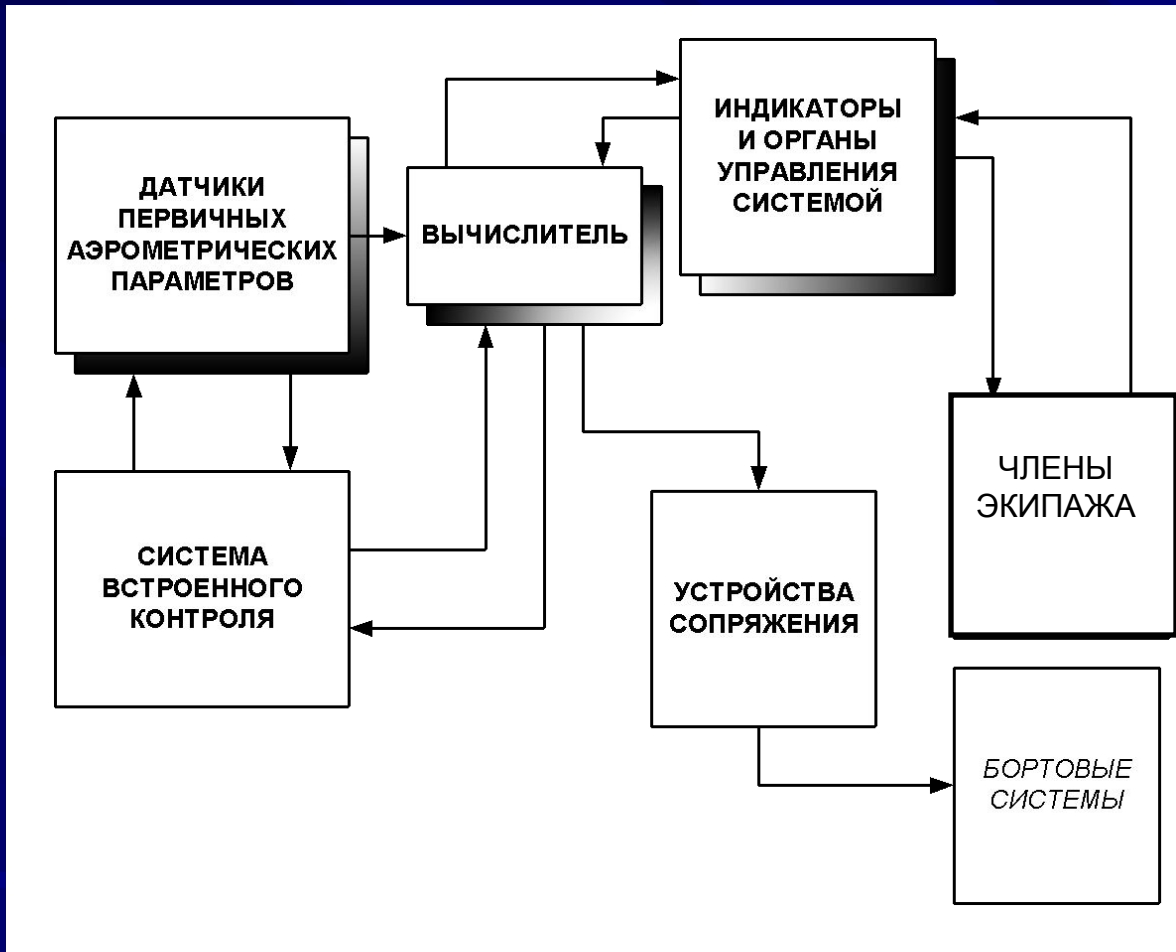 ДАТЧИКИ
ПЕРВИЧНЫХ
АЭРОМЕТРИЧЕСКИХ
ПАРАМЕТРОВ
ВЫЧИСЛИТЕЛЬ
ИНДИКАТОРЫ
И ОРГАНЫ
УПРАВЛЕНИЯ
СИСТЕМОЙ
СИСТЕМА
ВСТРОЕННОГО
КОНТРОЛЯ
УСТРОЙСТВА
СОПРЯЖЕНИЯ
ЧЛЕНЫ
ЭКИПАЖА
БОРТОВЫЕ
СИСТЕМЫ